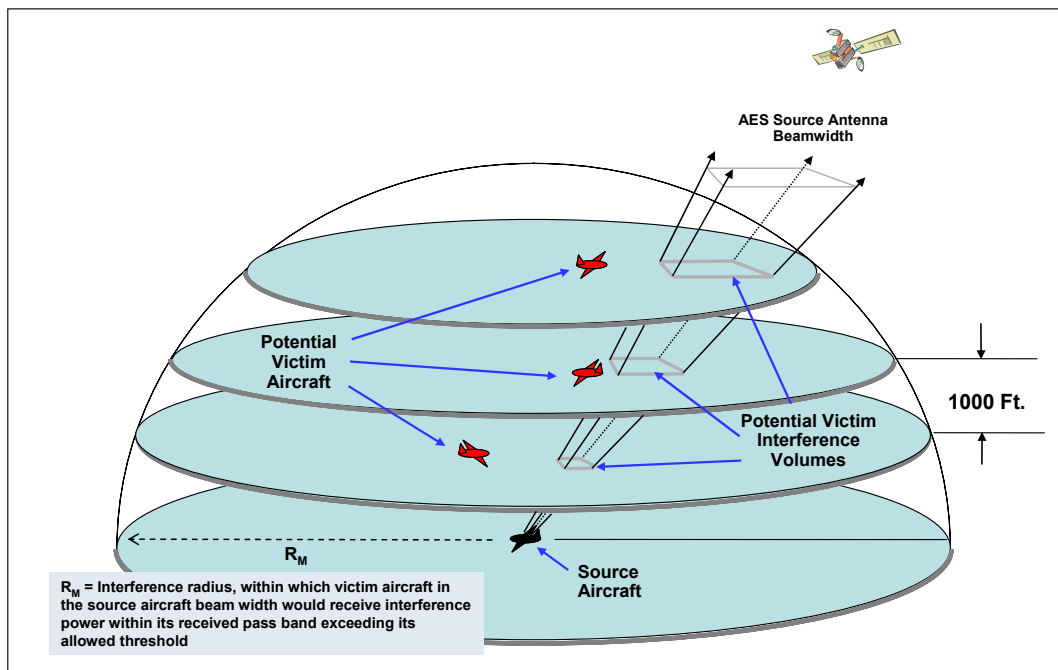 AES Source Antenna
Beamwidth
Potential
Victim
Aircraft
1000 Ft.
Potential Victim
Interference
Volumes
R_M
Source
Aircraft
R_M = Interference radius, within which victim aircraft in
the source aircraft beam width would receive interference
power within its received pass band exceeding its
allowed threshold